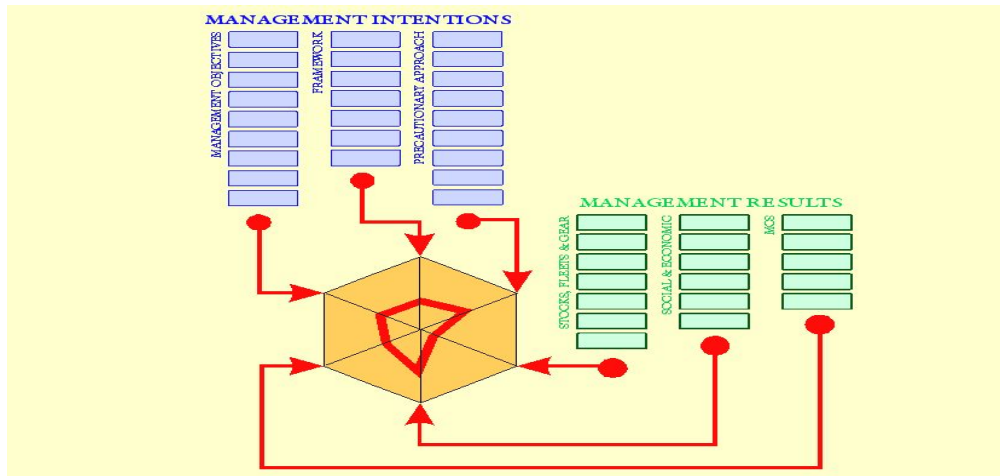 MANAGEMENT INTENTIONS
MANAGEMENT OBJECTIVES
FRAMEWORK
PRECAUTIONARY APPROACH
MANAGEMENT RESULTS
STOCKS, FLEETS & GEAR
SOCIAL & ECONOMIC
MCS